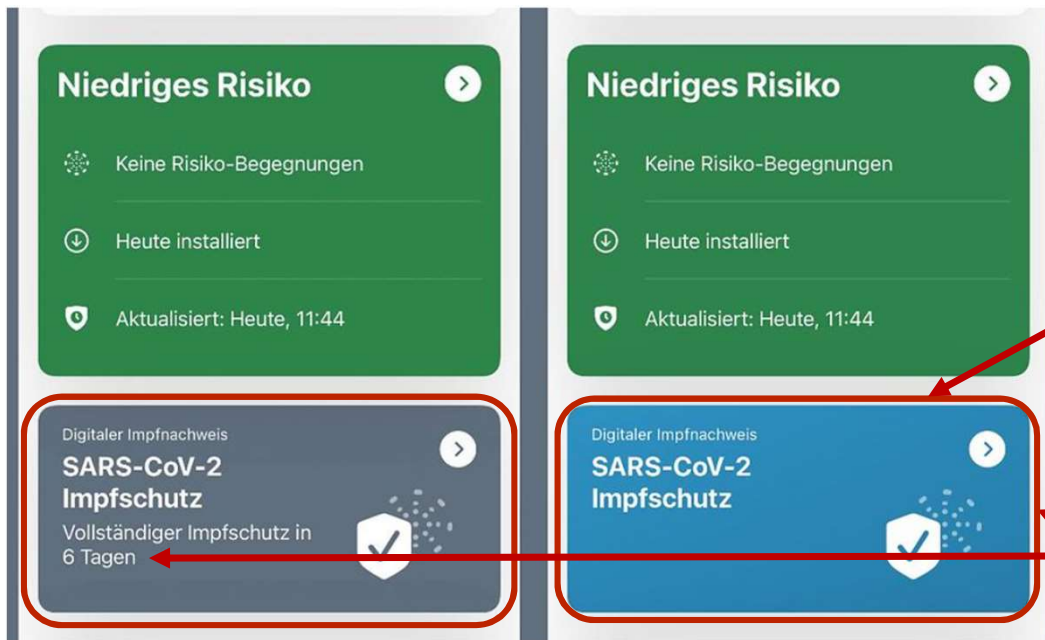 Niedriges Risiko
Keine Risiko-Begegnungen
Heute installiert
Aktualisiert: Heute, 11:44
Digitaler Impfnachweis
SARS-CoV-2
Impfschutz
Vollständiger Impfschutz in
6 Tagen
Niedriges Risiko
Keine Risiko-Begegnungen
Heute installiert
Aktualisiert: Heute, 11:44
Digitaler Impfnachweis
SARS-CoV-2
Impfschutz